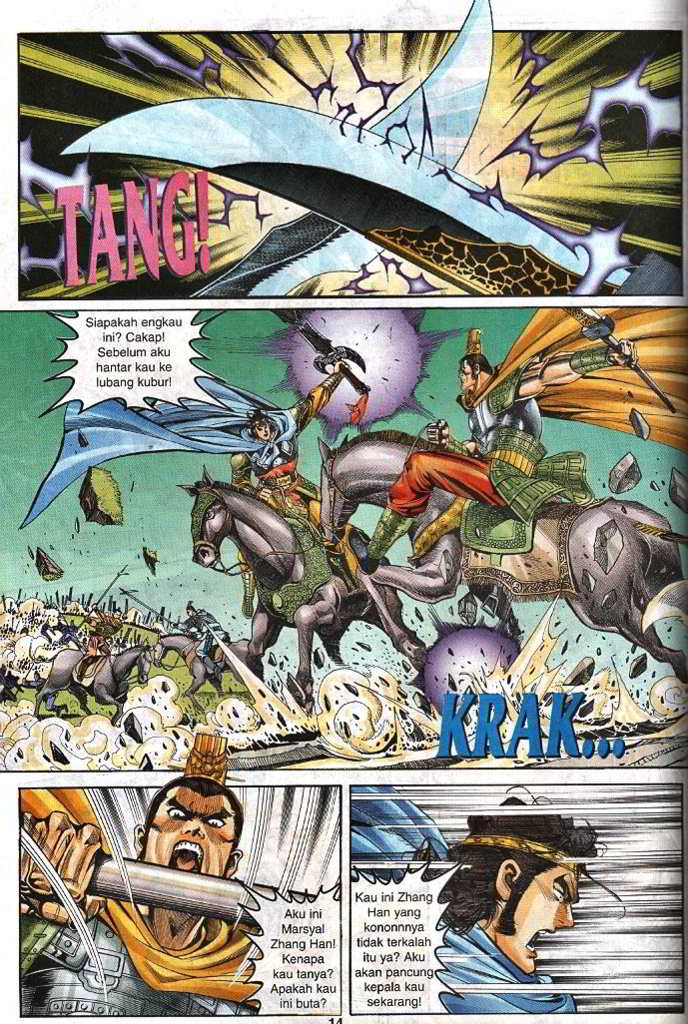 TANG!
Siapakah engkau
ini? Cakap!
Sebelum aku
hantar kau ke
lubang kubur!
KRAK...
Aku ini
Marsyal
Zhang Han!
Kenapa
kau tanya?
Apakah kau
ini buta?
Kau ini Zhang
Han yang
kononnnya
tidak terkalah
itu ya? Aku
akan pancung
kepala kau
sekarang!
14